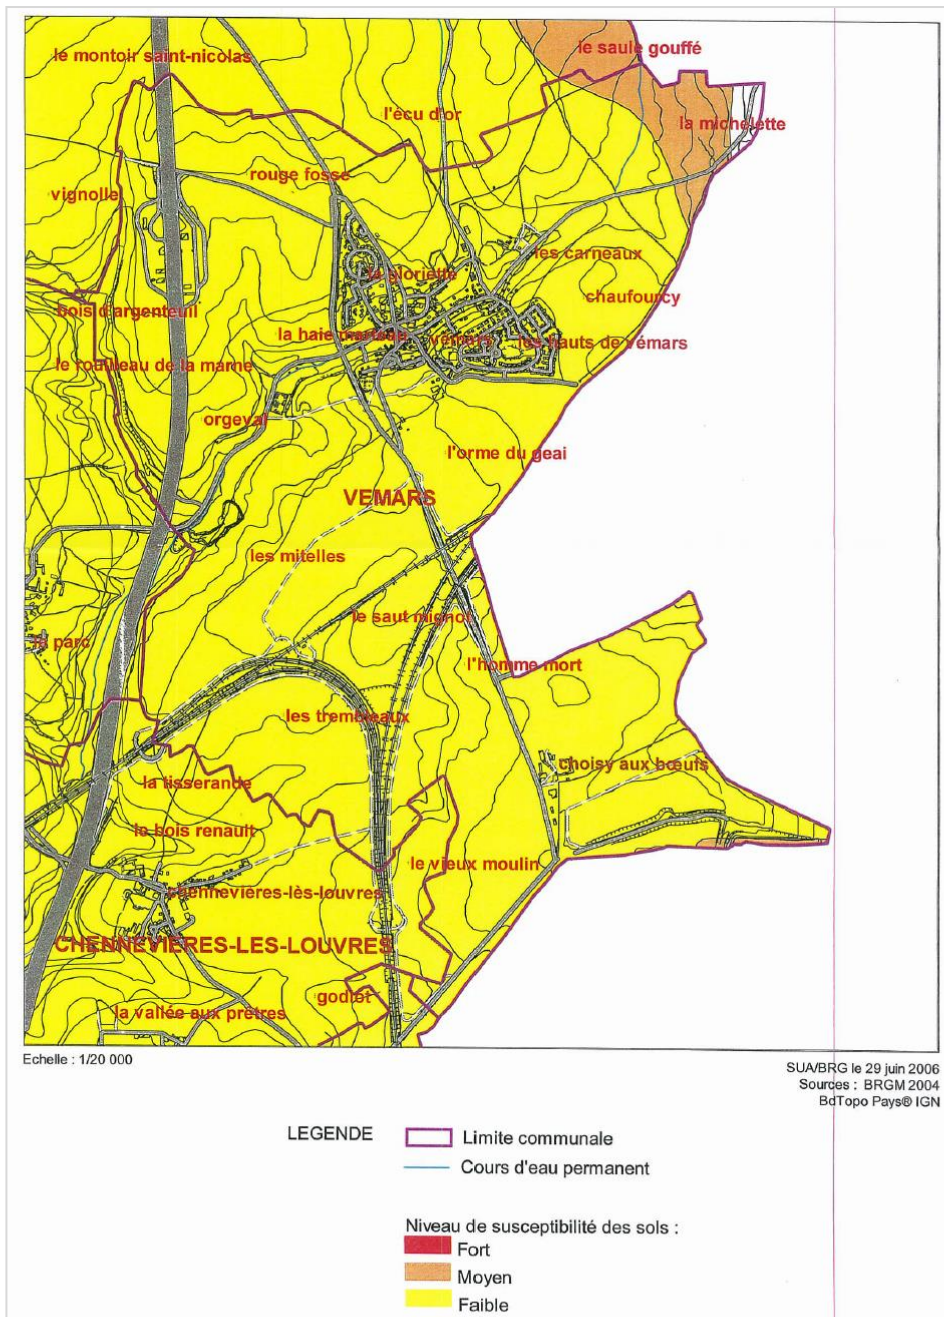 le saule gouffé
le montoir saint-nicolas
l'écu d'or
la michelette
rouge fosse
vignolle
les carneaux
la gloriette
chaufourcy
bois d'argenteuil
la haie
vémars
les hauts de vémars
le rouilleau de la marne
orgeval
l'orme du geai
VEMARS
les mitelles
le saut mignot
le parc
l'homme mort
les trembleaux
choisy aux bœufs
la tisserande
le bois renault
le vieux moulin
chennevières-lès-louvres
CHENNEVIERES-LES-LOUVRES
godiot
la vallée aux prêtres
Echelle : 1/20 000
SUA/BRG le 29 juin 2006
Sources : BRGM 2004
BdTopo Pays® IGN
LEGENDE
Limite communale
Cours d'eau permanent
Niveau de susceptibilité des sols :
Fort
Moyen
Faible